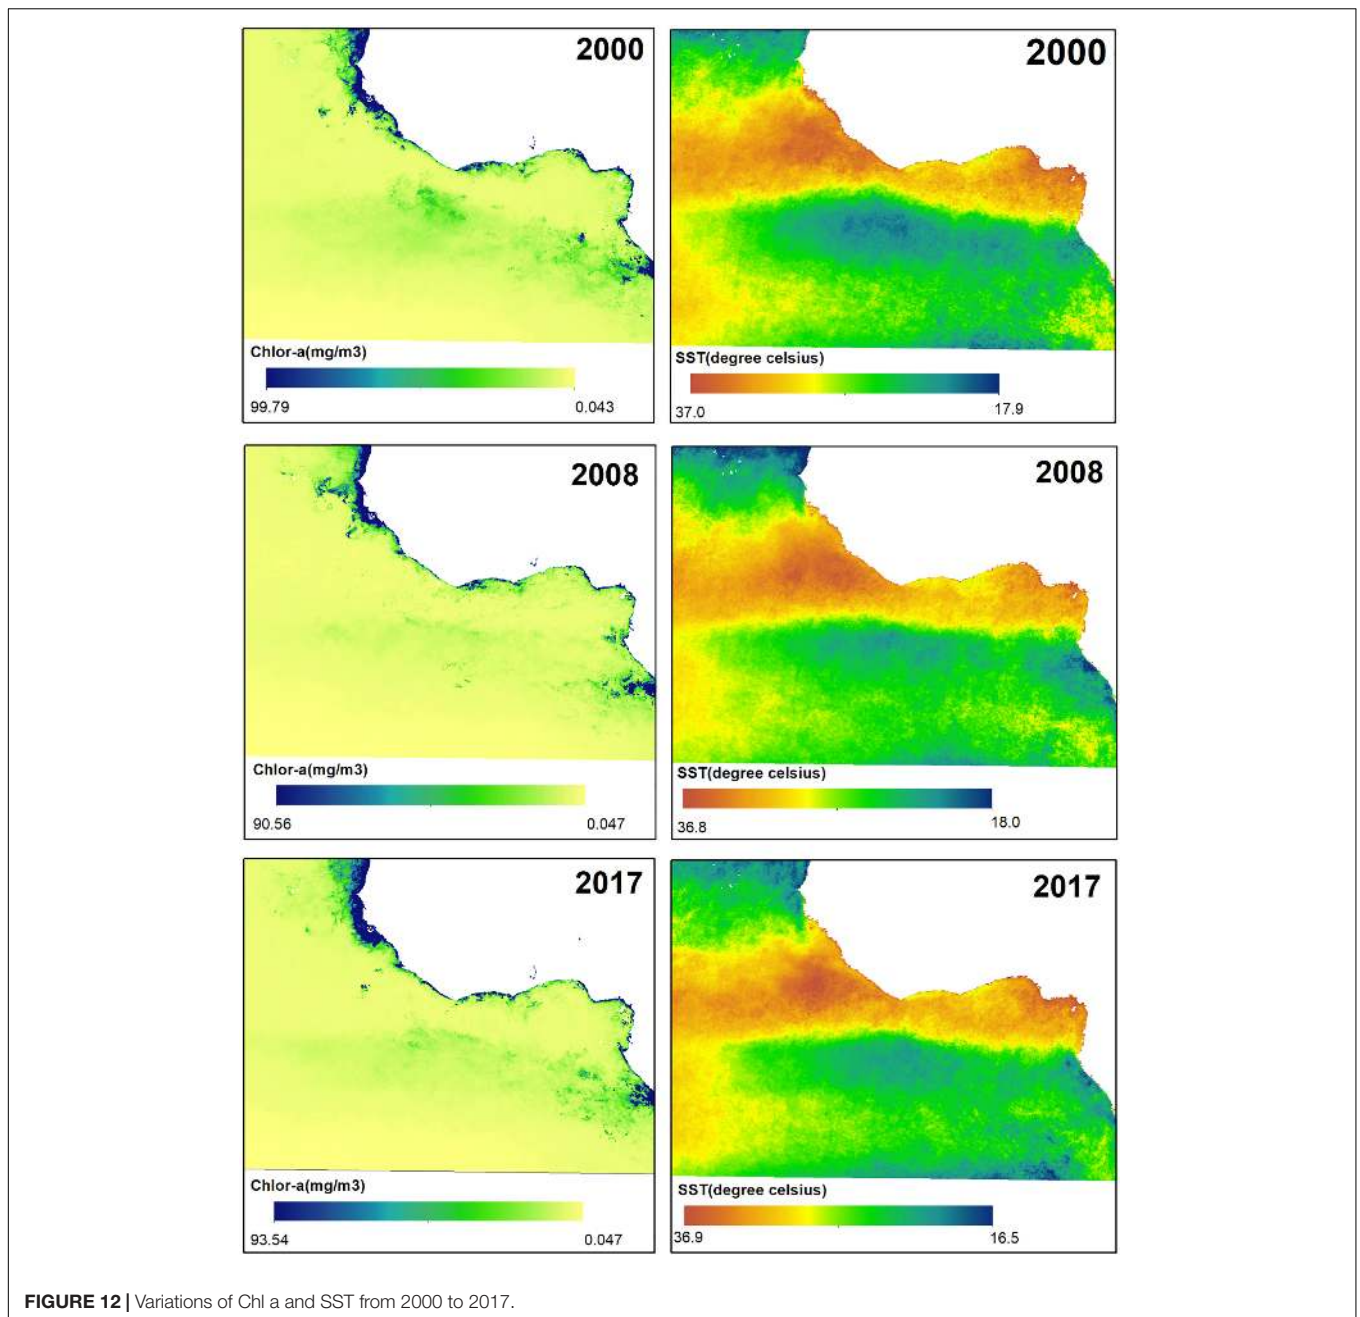 2000
Chlor-a(mg/m3)
99.79 0.043
2000
SST(degree celsius)
37.0 17.9
2008
Chlor-a(mg/m3)
90.56 0.047
2008
SST(degree celsius)
36.8 18.0
2017
Chlor-a(mg/m3)
93.54 0.047
2017
SST(degree celsius)
36.9 16.5
FIGURE 12 | Variations of Chl a and SST from 2000 to 2017.